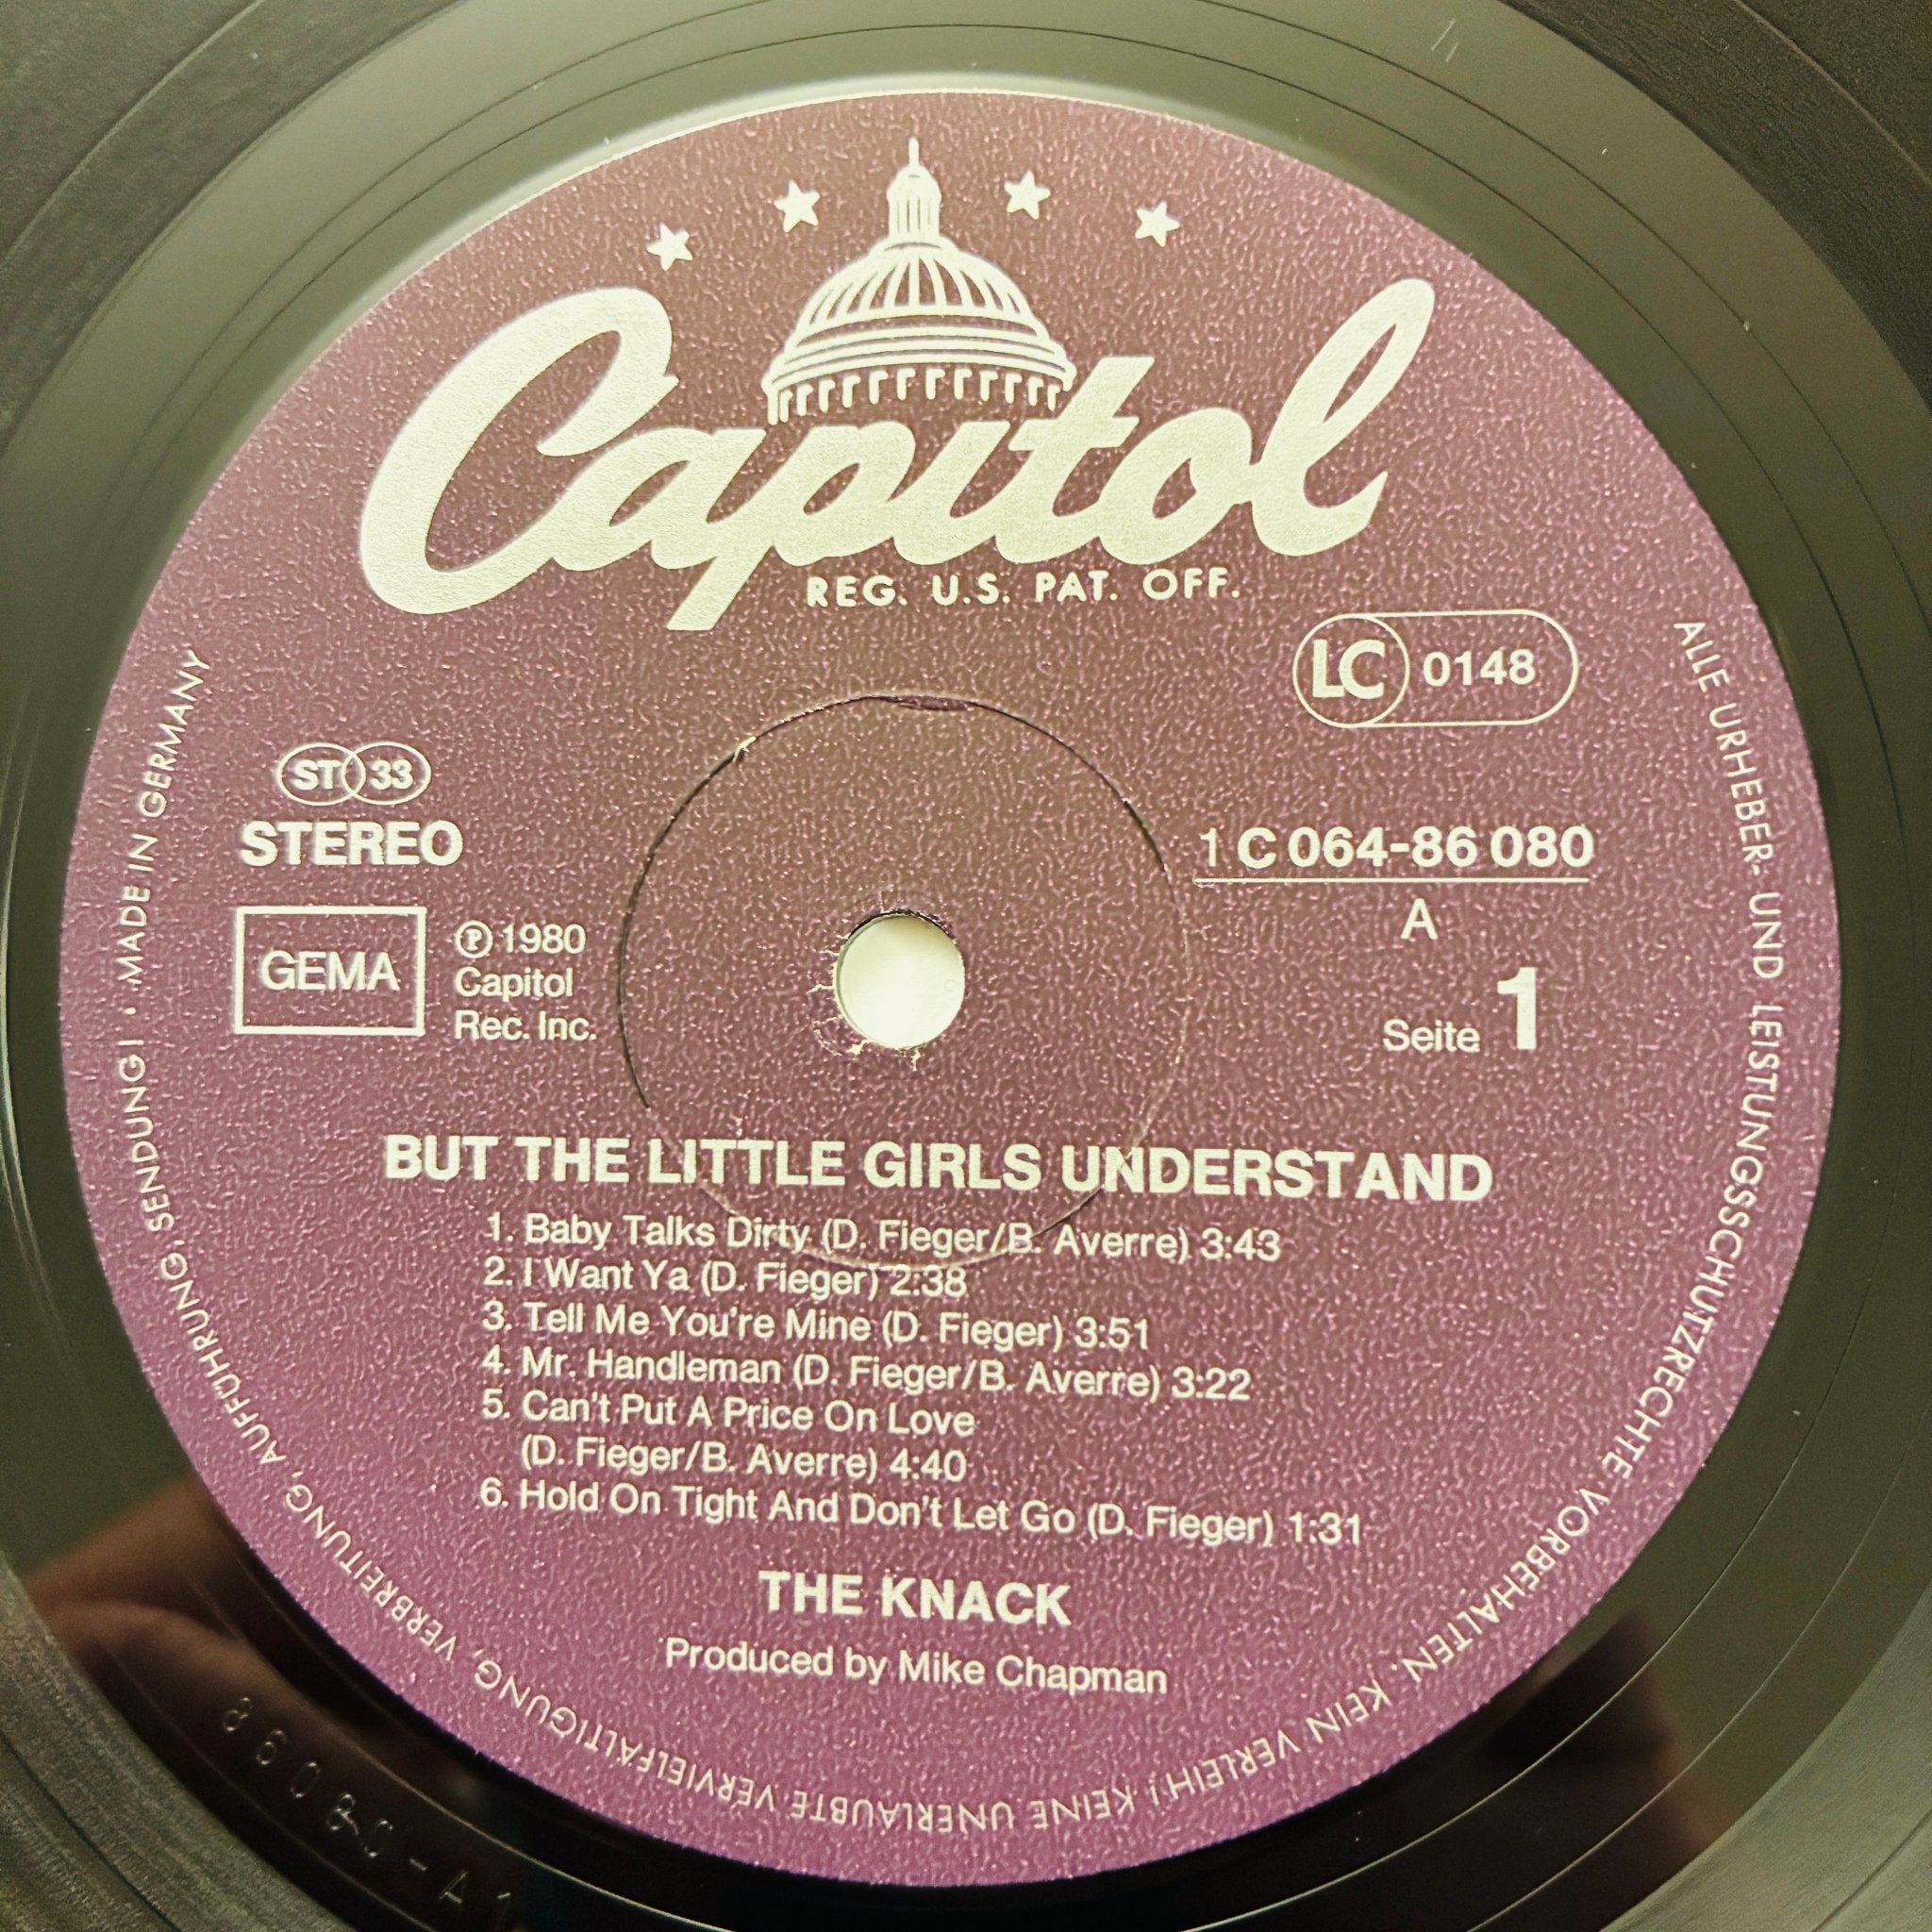 Capitol
REG. U.S. PAT. OFF.
LC 0148
ST 33
STEREO
GEMA
℗ 1980
Capitol
Rec. Inc.
1 C 064-86 080
A
Seite 1
BUT THE LITTLE GIRLS UNDERSTAND
1. Baby Talks Dirty (D. Fieger/B. Averre) 3:43
2. I Want Ya (D. Fieger) 2:38
3. Tell Me You're Mine (D. Fieger) 3:51
4. Mr. Handleman (D. Fieger/B. Averre) 3:22
5. Can't Put A Price On Love
(D. Fieger/B. Averre) 4:40
6. Hold On Tight And Don't Let Go (D. Fieger) 1:31
THE KNACK
Produced by Mike Chapman
ALLE URHEBER- UND LEISTUNGSSCHUTZRECHTE VORBEHALTEN. KEIN VERLEIH! KEINE UNERLAUBTE VERVIELFÄLTIGUNG, VERBREITUNG, AUFFÜHRUNG, SENDUNG! · MADE IN GERMANY
86080-A